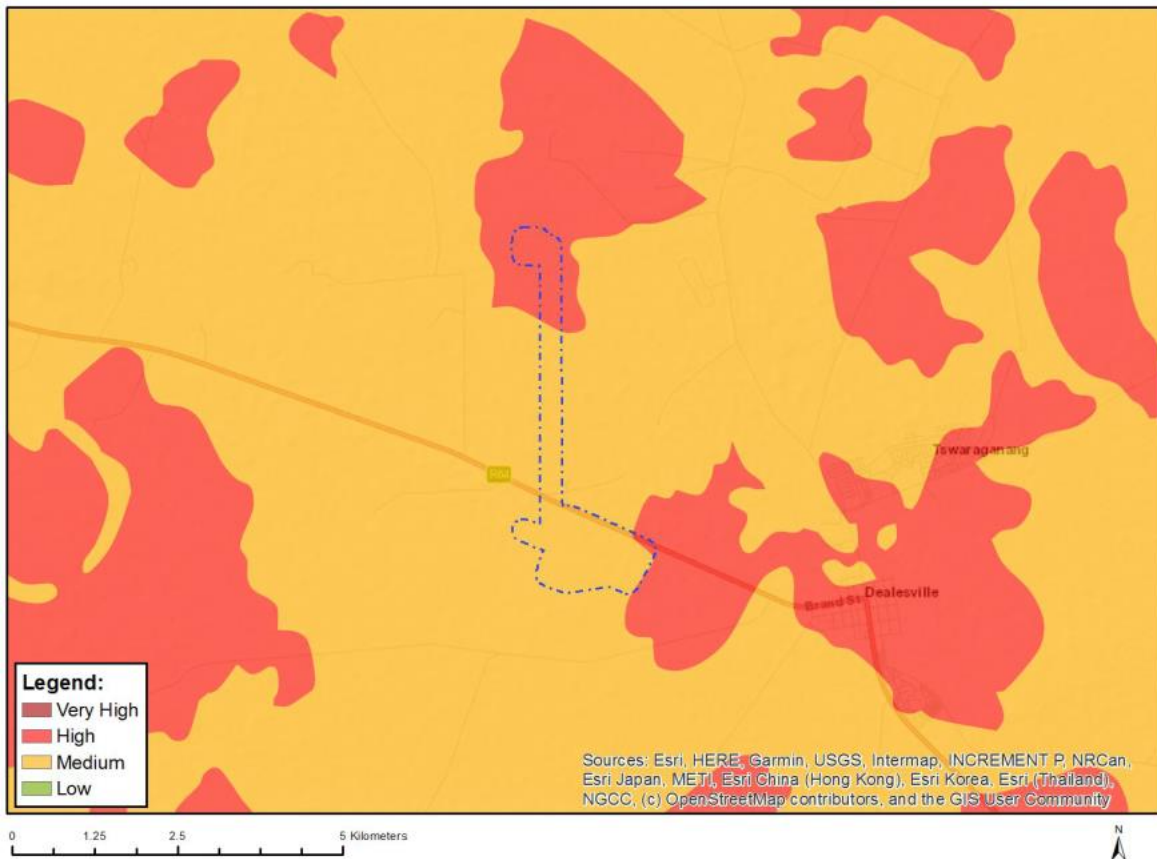 R64
Tswaraganang
Brand St
Dealesville
Legend:
Very High
High
Medium
Low
Sources: Esri, HERE, Garmin, USGS, Intermap, INCREMENT P, NRCan,
Esri Japan, METI, Esri China (Hong Kong), Esri Korea, Esri (Thailand),
NGCC, (c) OpenStreetMap contributors, and the GIS User Community
0 1.25 2.5 5 Kilometers
N